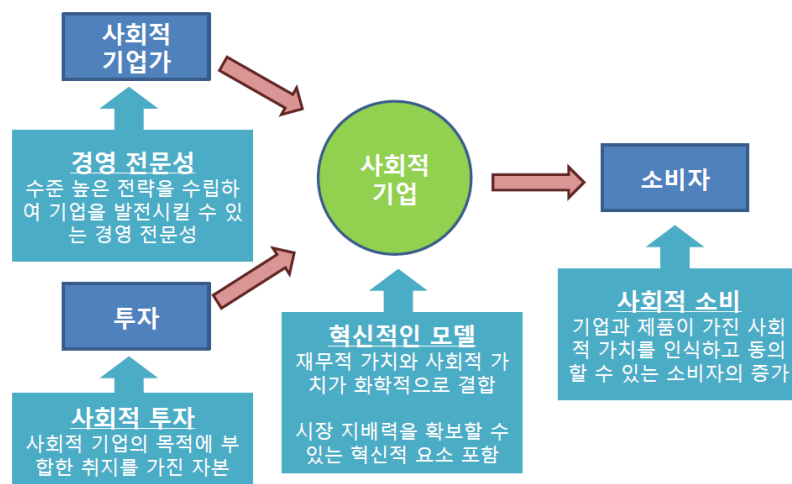 사회적
기업가
경영 전문성
수준 높은 전략을 수립하
여 기업을 발전시킬 수 있
는 경영 전문성
투자
사회적 투자
사회적 기업의 목적에 부
합한 취지를 가진 자본
사회적
기업
혁신적인 모델
재무적 가치와 사회적 가
치가 화학적으로 결합
시장 지배력을 확보할 수
있는 혁신적 요소 포함
소비자
사회적 소비
기업과 제품이 가진 사회
적 가치를 인식하고 동의
할 수 있는 소비자의 증가